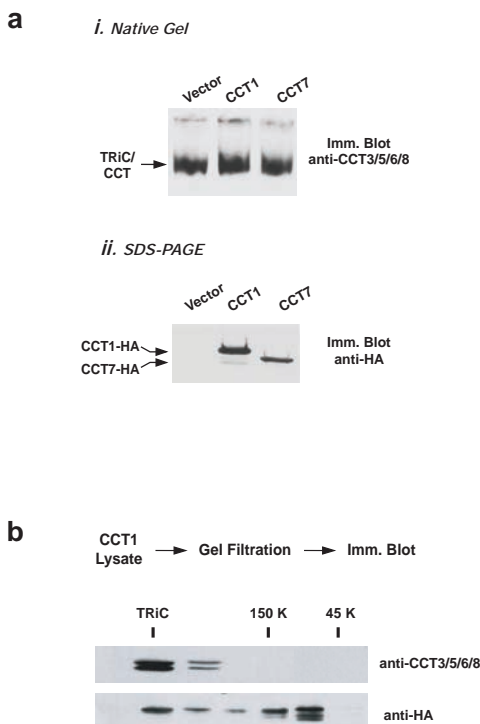 a
i. Native Gel
Vector CCT1 CCT7
TRiC/
CCT
Imm. Blot
anti-CCT3/5/6/8
ii. SDS-PAGE
Vector CCT1 CCT7
CCT1-HA
CCT7-HA
Imm. Blot
anti-HA
b
CCT1
Lysate
Gel Filtration
Imm. Blot
TRiC 150 K 45 K
anti-CCT3/5/6/8
anti-HA